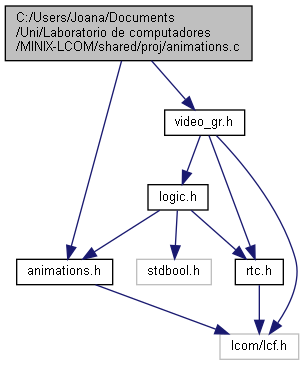 C:/Users/Joana/Documents
/Uni/Laboratorio de computadores
/MINIX-LCOM/shared/proj/animations.c
video_gr.h
logic.h
animations.h
stdbool.h
rtc.h
lcom/lcf.h